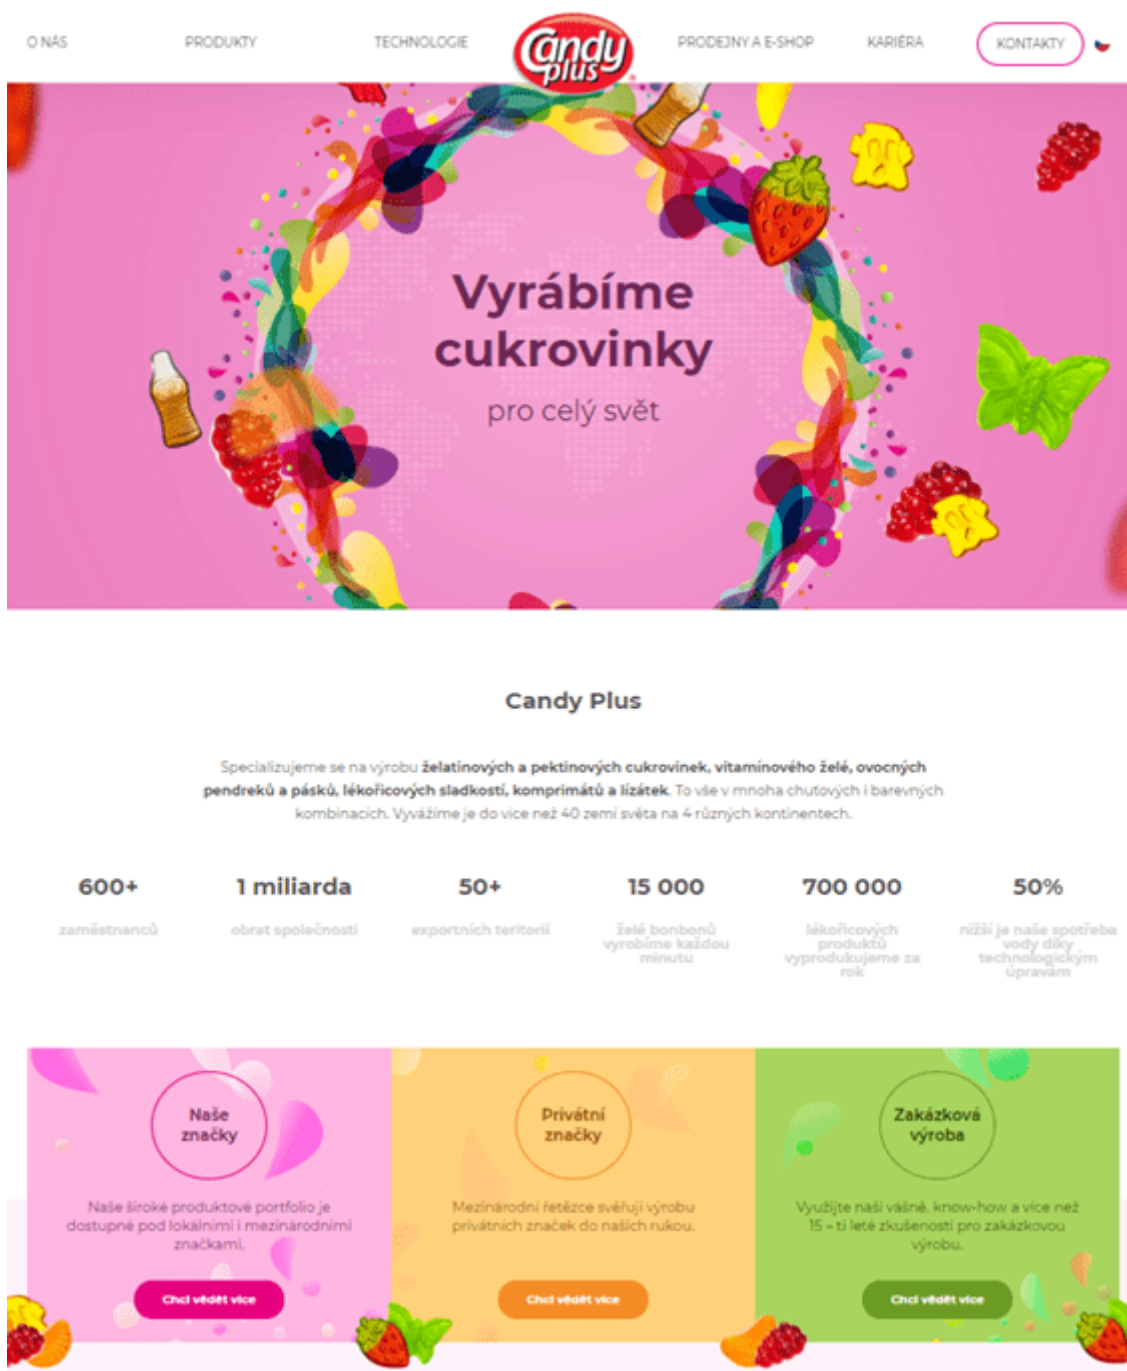 O NÁS
PRODUKTY
TECHNOLOGIE
Candy
plus
PRODEJNY A E-SHOP
KARIÉRA
KONTAKTY
Vyrábíme
cukrovinky
pro celý svět
Candy Plus
Specializujeme se na výrobu želatinových a pektinových cukrovinek, vitamínového želé, ovocných
pendreků a pásků, lékořicových sladkostí, komprimátů a lízátek. To vše v mnoha chuťových i barevných
kombinacích. Vyvážíme je do více než 40 zemí světa na 4 různých kontinentech.
600+
zaměstnanců
1 miliarda
obrat společnosti
50+
exportních teritorií
15 000
želé bonbonů
vyrobíme každou
minutu
700 000
lékořicových
produktů
vyprodukujeme za
rok
50%
nižší je naše spotřeba
vody díky
technologickým
úpravám
Naše
značky
Naše široké produktové portfolio je
dostupné pod lokálními i mezinárodními
značkami.
Chci vědět více
Privátní
značky
Mezinárodní řetězce svěřují výrobu
privátních značek do našich rukou.
Chci vědět více
Zakázková
výroba
Využijte naší vášně, know-how a více než
15 – ti leté zkušenosti pro zakázkovou
výrobu.
Chci vědět více